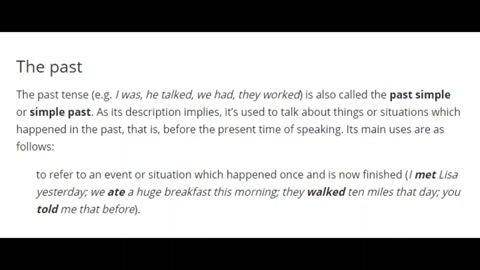 The past
The past tense (e.g. I was, he talked, we had, they worked) is also called the past simple
or simple past. As its description implies, it's used to talk about things or situations which
happened in the past, that is, before the present time of speaking. Its main uses are as
follows:
to refer to an event or situation which happened once and is now finished (I met Lisa
yesterday; we ate a huge breakfast this morning; they walked ten miles that day; you
told me that before).